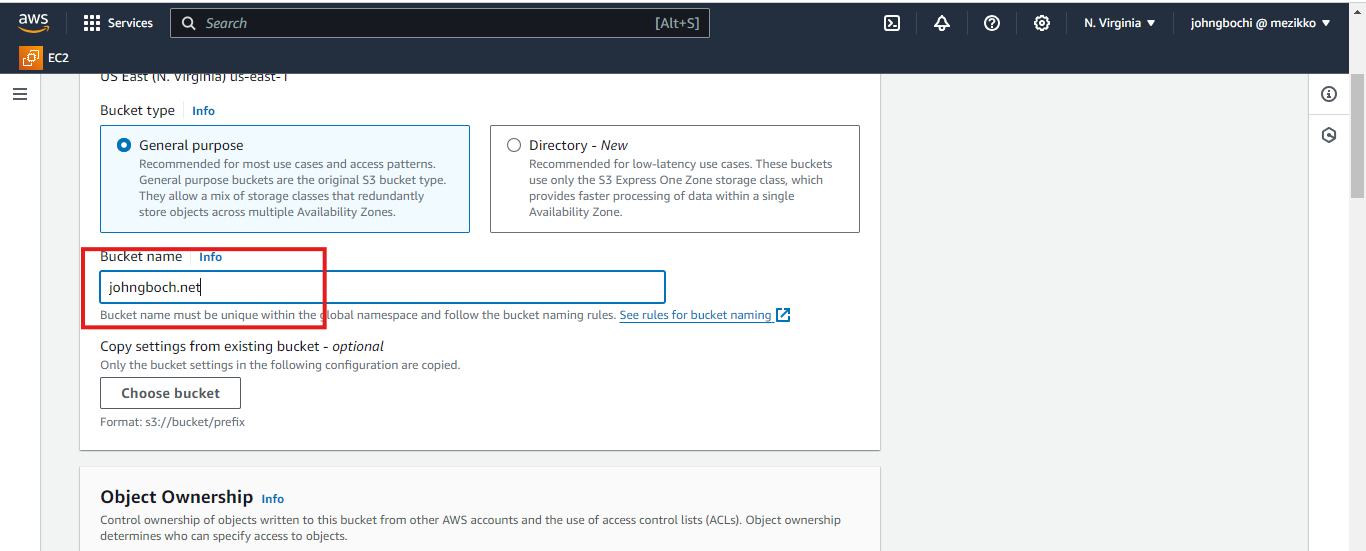 aws
Services
Search
[Alt+S]
N. Virginia
johngbochi @ mezikko
EC2
US East (N. Virginia) us-east-1
Bucket type
Info
General purpose
Recommended for most use cases and access patterns.
General purpose buckets are the original S3 bucket type.
They allow a mix of storage classes that redundantly
store objects across multiple Availability Zones.
Directory - New
Recommended for low-latency use cases. These buckets
use only the S3 Express One Zone storage class, which
provides faster processing of data within a single
Availability Zone.
Bucket name
Info
johngboch.net
Bucket name must be unique within the global namespace and follow the bucket naming rules. See rules for bucket naming
Copy settings from existing bucket - optional
Only the bucket settings in the following configuration are copied.
Choose bucket
Format: s3://bucket/prefix
Object Ownership
Info
Control ownership of objects written to this bucket from other AWS accounts and the use of access control lists (ACLs). Object ownership
determines who can specify access to objects.